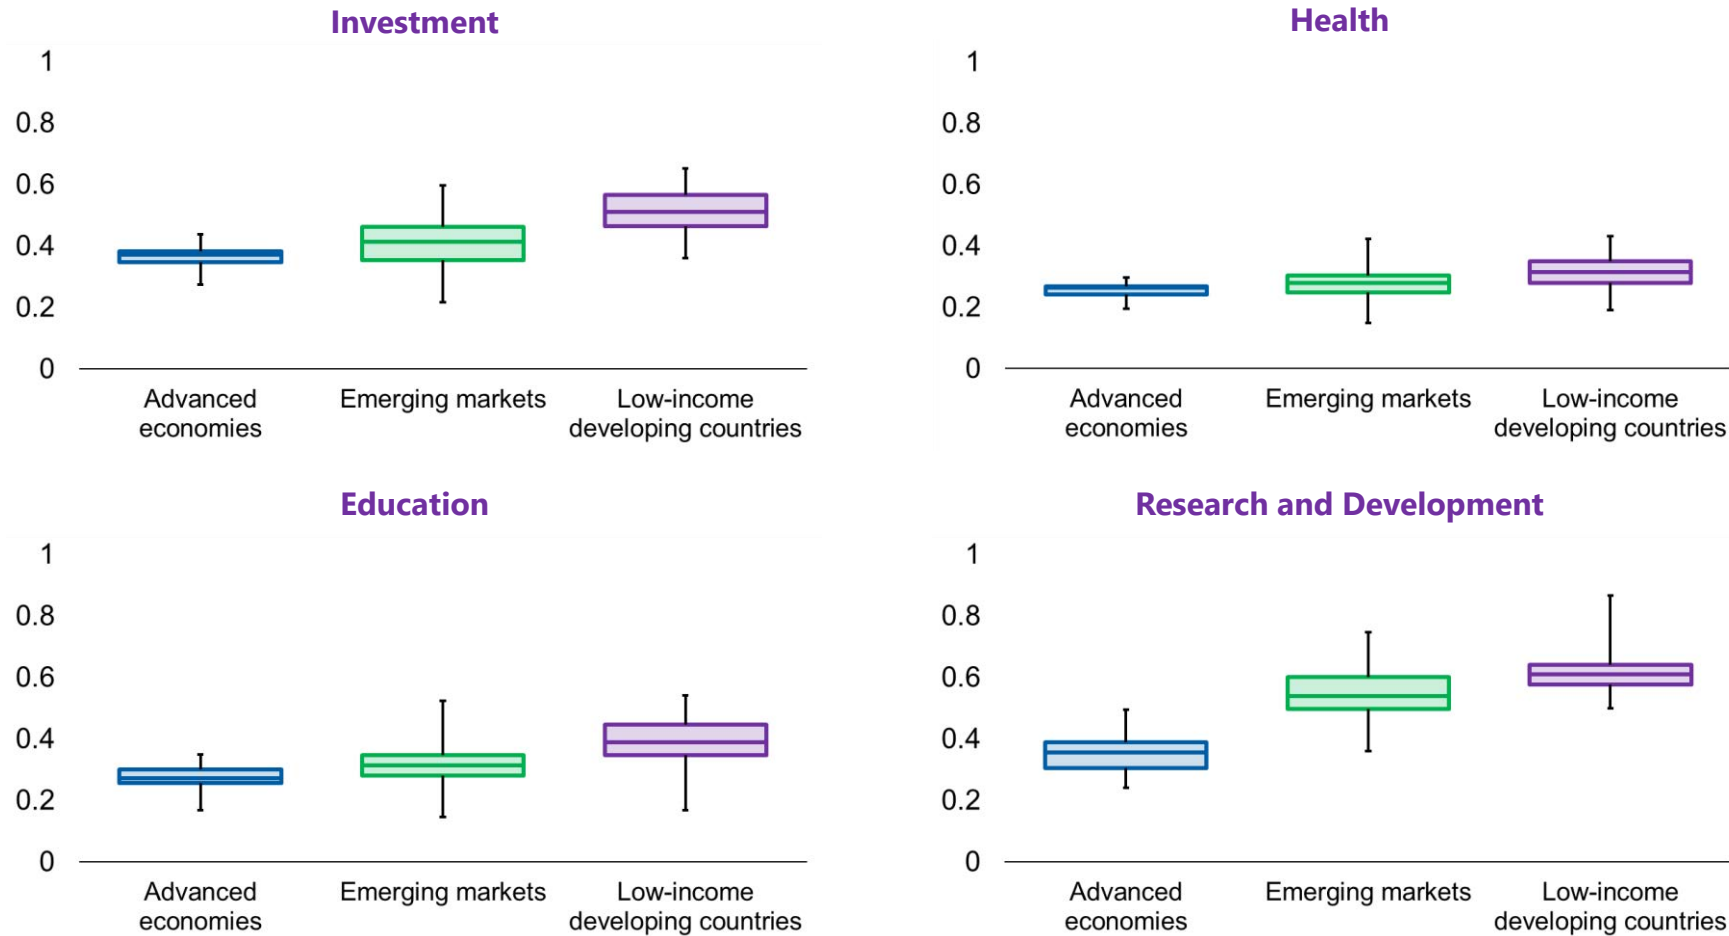 Investment
1
0.8
0.6
0.4
0.2
0
Advanced
economies
Emerging markets
Low-income
developing countries
Health
1
0.8
0.6
0.4
0.2
0
Advanced
economies
Emerging markets
Low-income
developing countries
Education
1
0.8
0.6
0.4
0.2
0
Advanced
economies
Emerging markets
Low-income
developing countries
Research and Development
1
0.8
0.6
0.4
0.2
0
Advanced
economies
Emerging markets
Low-income
developing countries